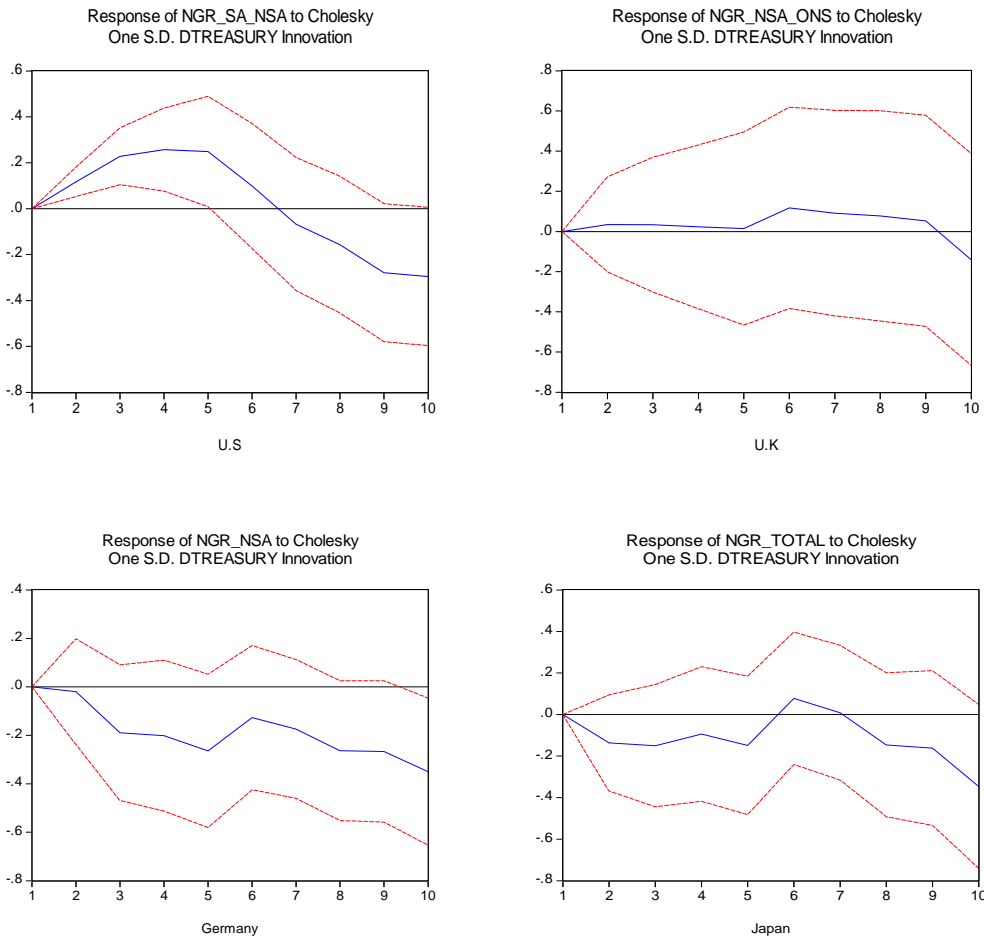 Response of NGR_SA_NSA to Cholesky
One S.D. DTREASURY Innovation
.6
.4
.2
.0
-.2
-.4
-.6
-.8
1 2 3 4 5 6 7 8 9 10
U.S
Response of NGR_NSA_ONS to Cholesky
One S.D. DTREASURY Innovation
.8
.6
.4
.2
.0
-.2
-.4
-.6
-.8
1 2 3 4 5 6 7 8 9 10
U.K
Response of NGR_NSA to Cholesky
One S.D. DTREASURY Innovation
.4
.2
.0
-.2
-.4
-.6
-.8
1 2 3 4 5 6 7 8 9 10
Germany
Response of NGR_TOTAL to Cholesky
One S.D. DTREASURY Innovation
.6
.4
.2
.0
-.2
-.4
-.6
-.8
1 2 3 4 5 6 7 8 9 10
Japan